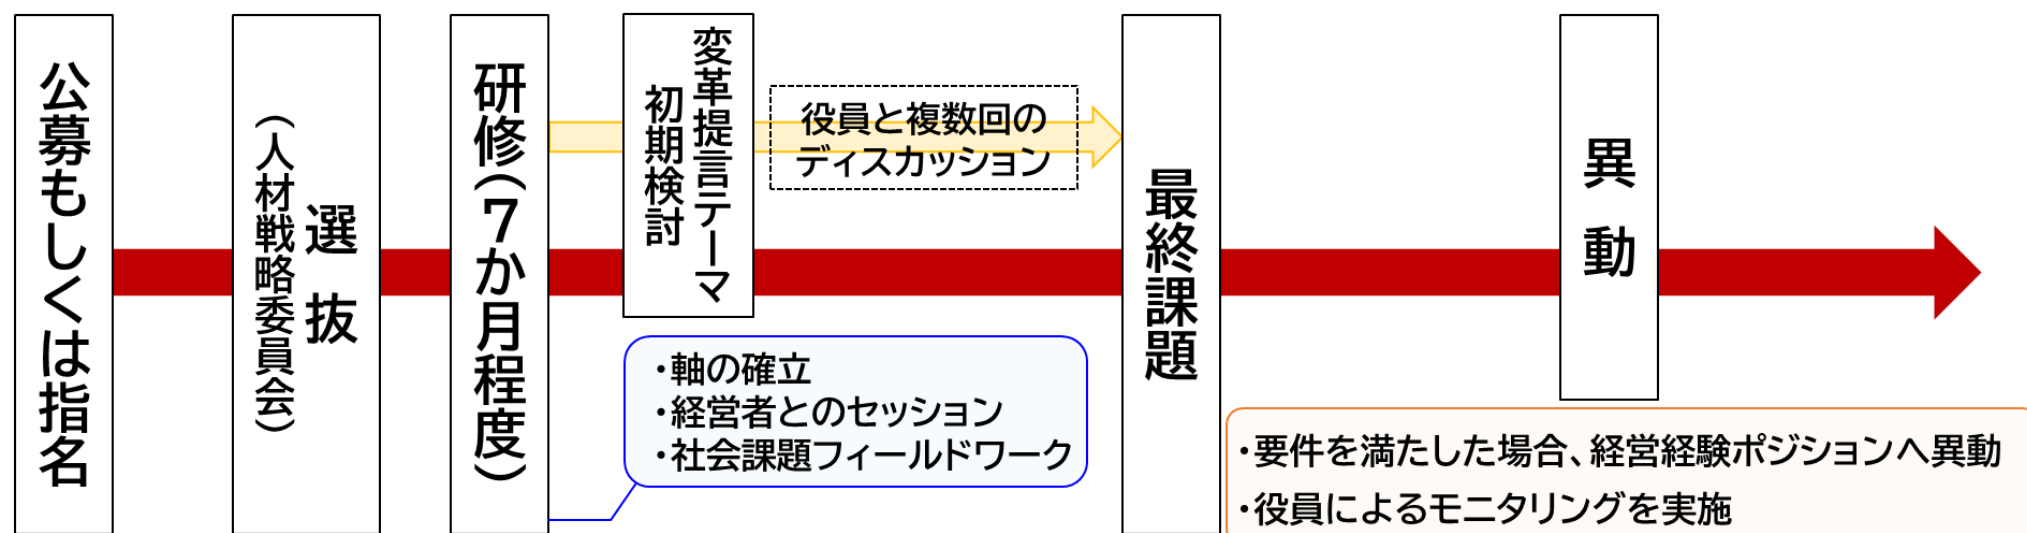 公募もしくは指名
選抜
（人材戦略委員会）
研修（7か月程度）
変革提言テーマ
初期検討
役員と複数回の
ディスカッション
・軸の確立
・経営者とのセッション
・社会課題フィールドワーク
最終課題
異動
・要件を満たした場合、経営経験ポジションへ異動
・役員によるモニタリングを実施